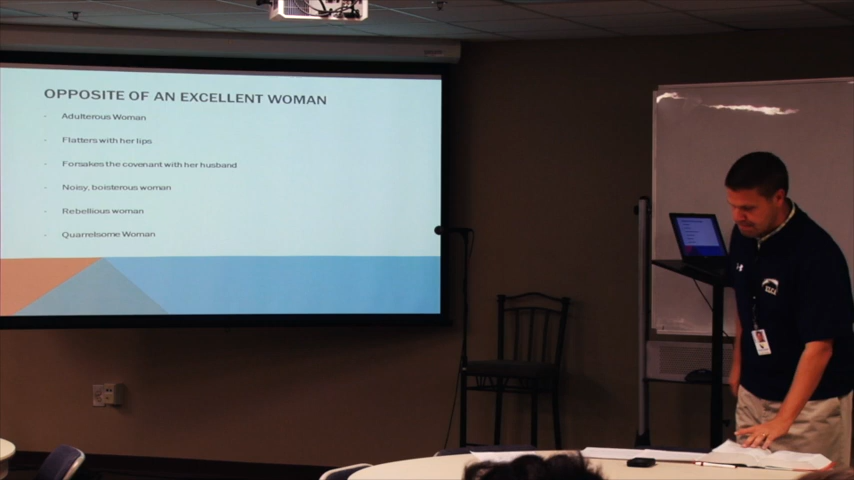 OPPOSITE OF AN EXCELLENT WOMAN
- Adulterous Woman
- Flatters with her lips
- Forsakes the covenant with her husband
- Noisy, boisterous woman
- Rebellious woman
- Quarrelsome Woman